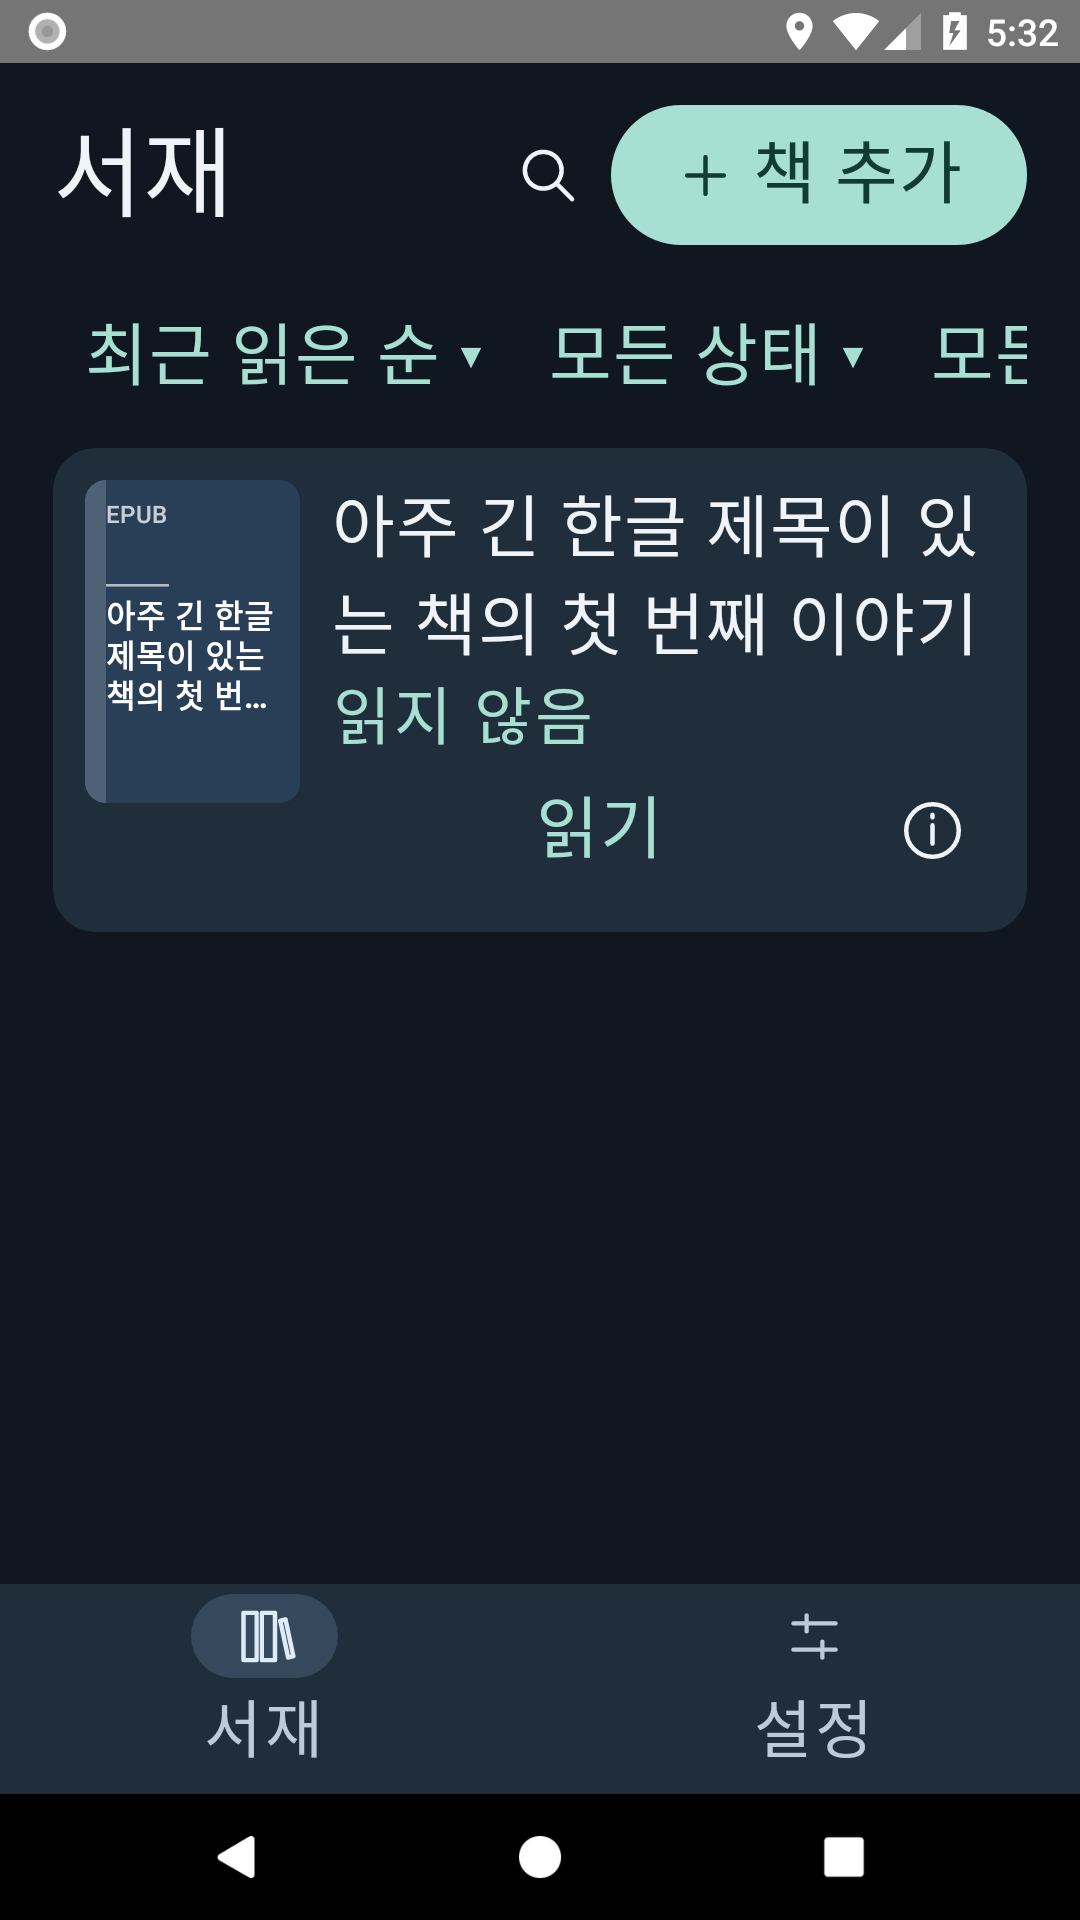 5:32
서재
+ 책 추가
최근 읽은 순 ▼ 모든 상태 ▼
EPUB
아주 긴 한글
제목이 있는
책의 첫 번...
아주 긴 한글 제목이 있
는 책의 첫 번째 이야기
읽지 않음
읽기
서재 설정